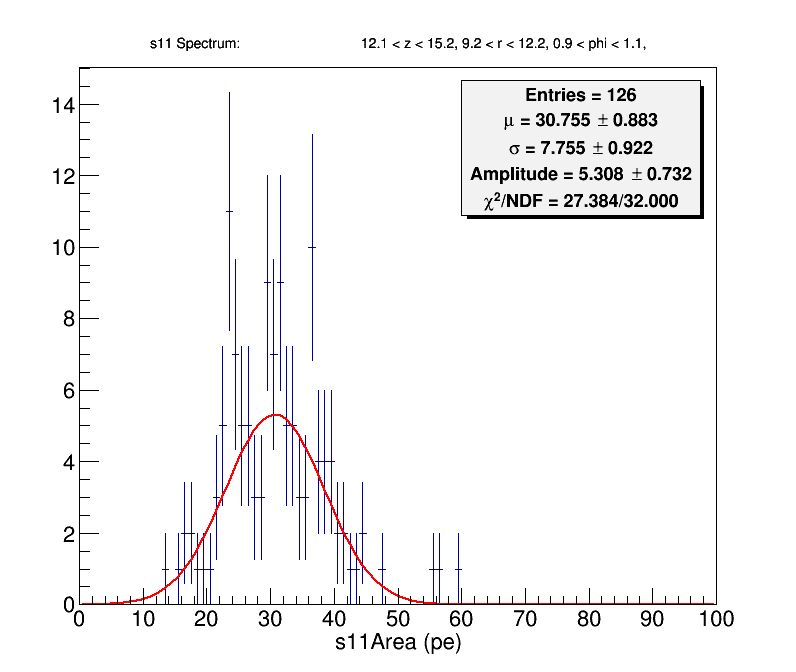 s11 Spectrum: 12.1 < z < 15.2, 9.2 < r < 12.2, 0.9 < phi < 1.1,
Entries = 126
μ = 30.755 ± 0.883
σ = 7.755 ± 0.922
Amplitude = 5.308 ± 0.732
χ²/NDF = 27.384/32.000
14
12
10
8
6
4
2
0
0 10 20 30 40 50 60 70 80 90 100
s11Area (pe)